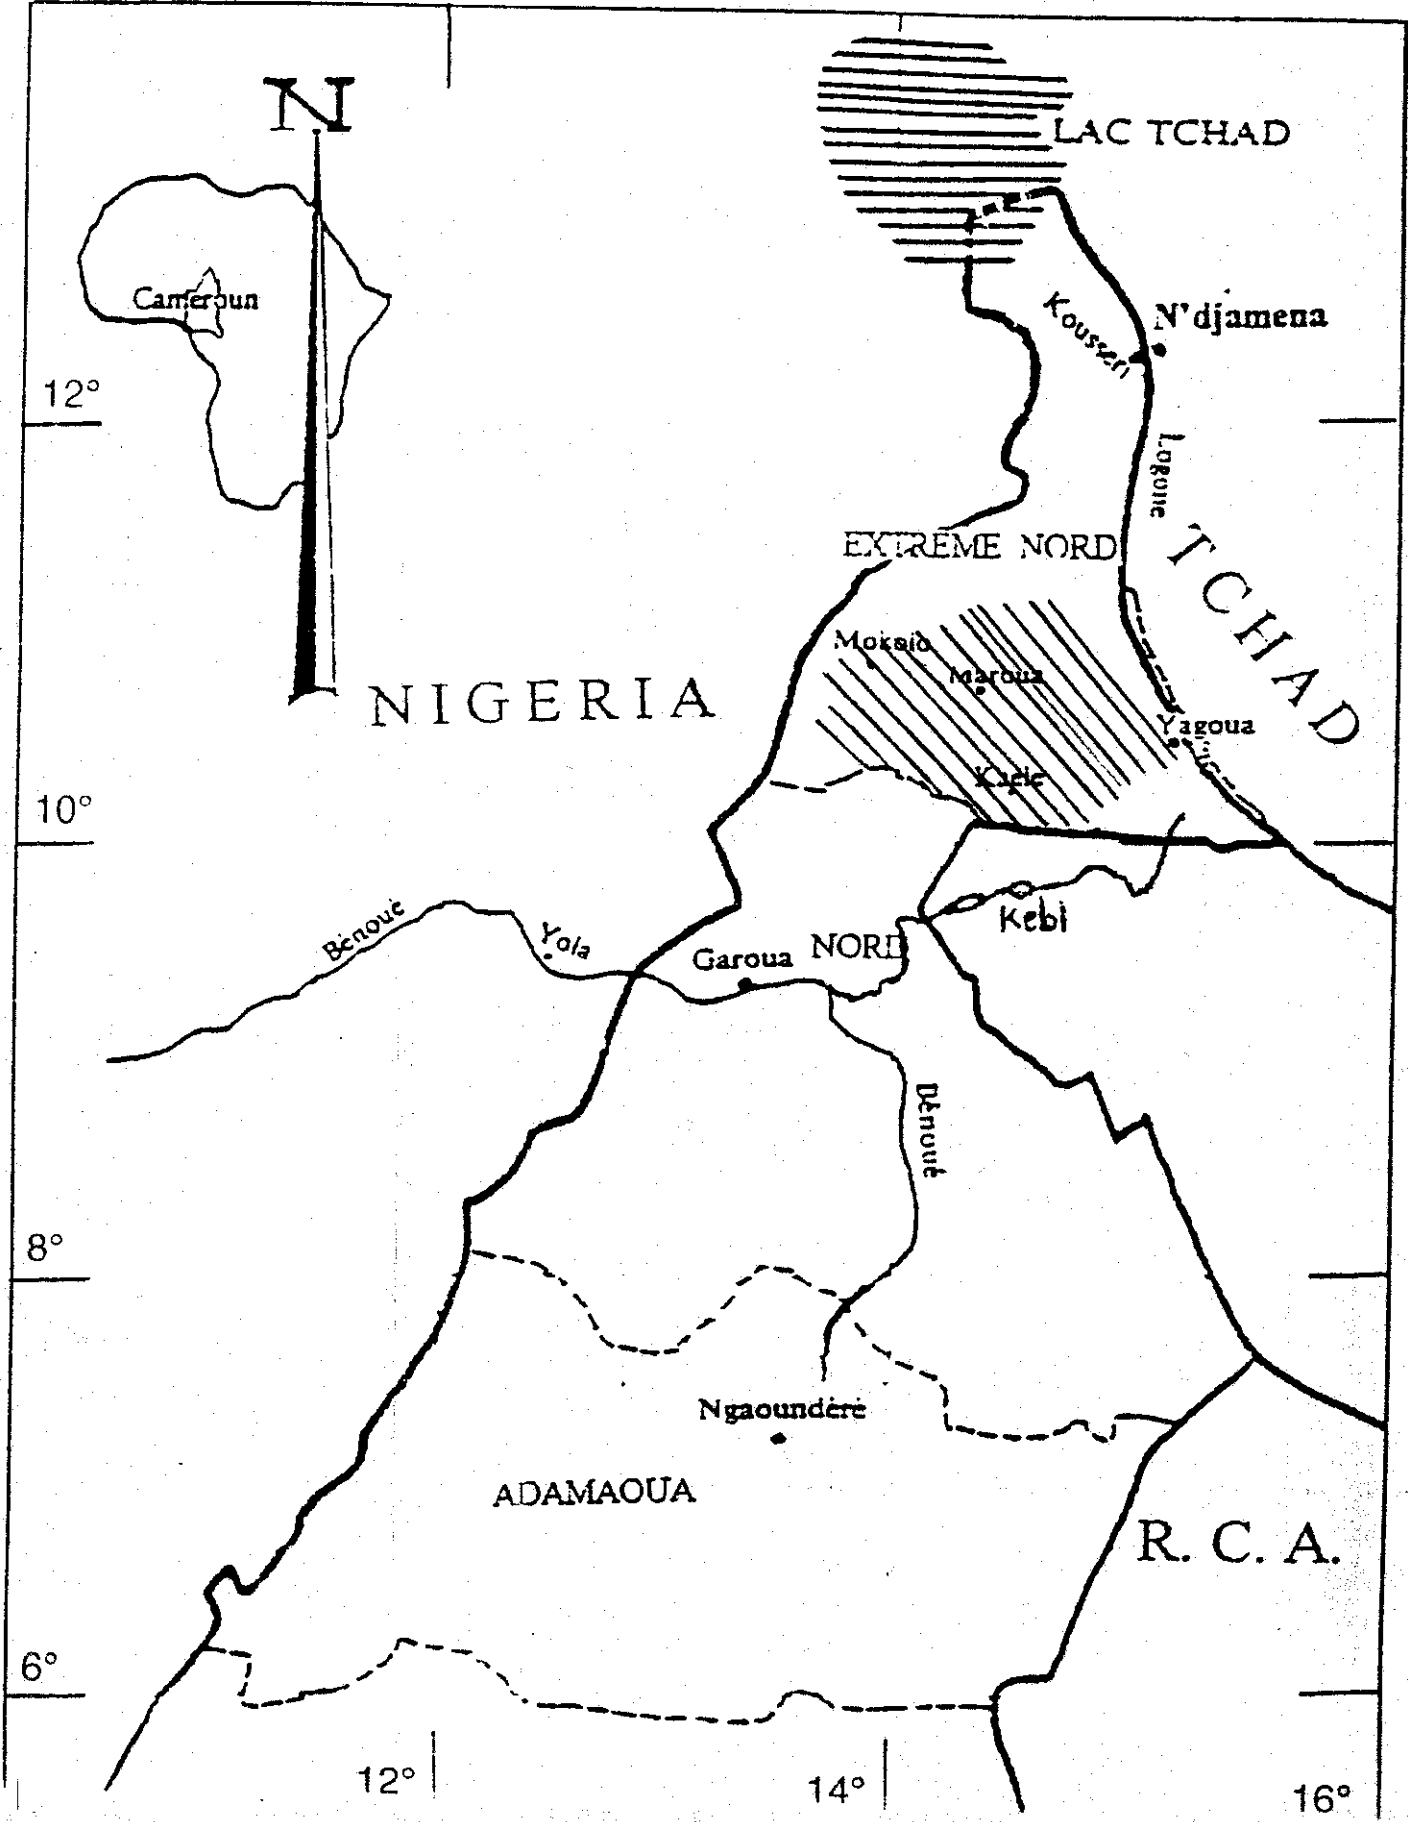 N
LAC TCHAD
Cameroun
N'djamena
Kousseri
12°
Logone
EXTREME NORD
TCHAD
Mokolo
Maroua
NIGERIA
Yagoua
Kaele
10°
Bénoué
Yola
Garoua
NORD
Kebi
Bénoué
8°
Ngaoundéré
ADAMAOUA
R. C. A.
6°
12°
14°
16°